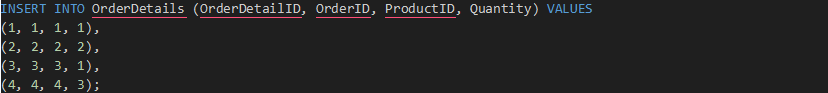 INSERT INTO OrderDetails (OrderDetailID, OrderID, ProductID, Quantity) VALUES
(1, 1, 1, 1),
(2, 2, 2, 2),
(3, 3, 3, 1),
(4, 4, 4, 3);